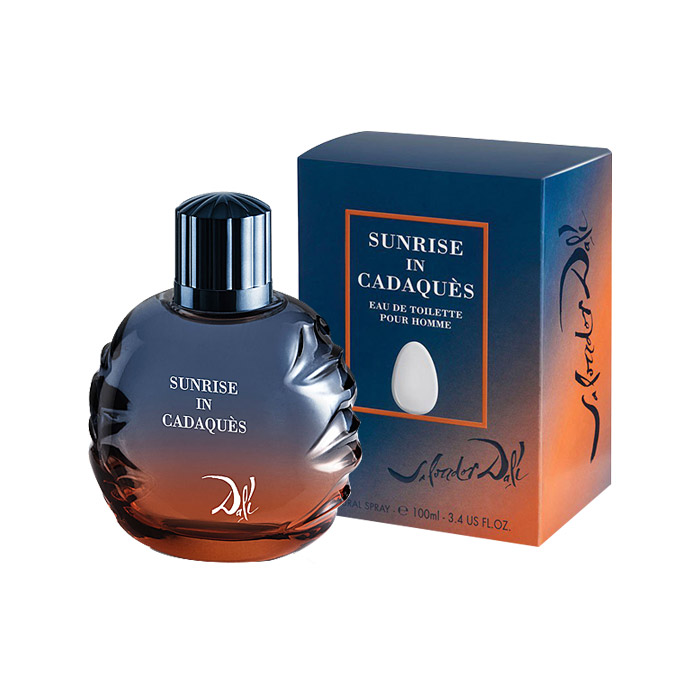 SUNRISE
IN
CADAQUÈS
Dalí
SUNRISE
IN
CADAQUÈS
EAU DE TOILETTE
POUR HOMME
Salvador Dalí
SPRAY - ℮ 100ml - 3.4 US FL.OZ.
Salvador Dalí